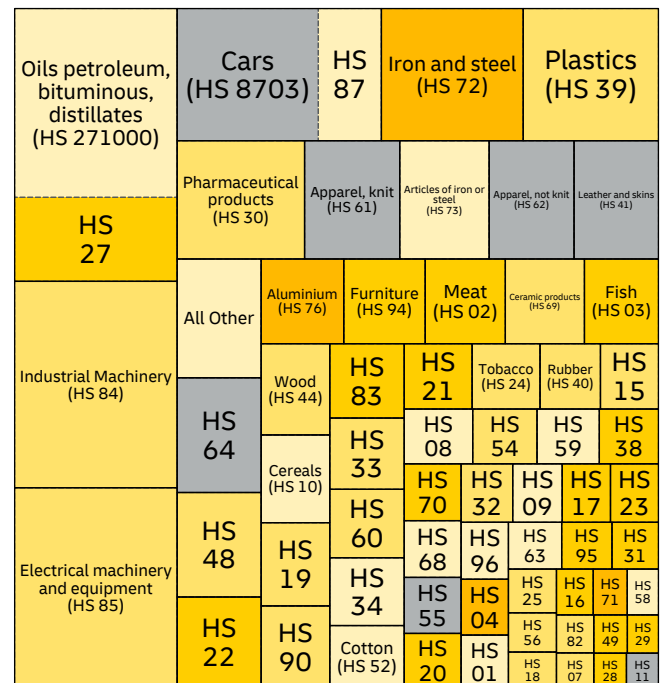 Oils petroleum,
bituminous,
distillates
(HS 271000)
Cars
(HS 8703)
HS
87
Iron and steel
(HS 72)
Plastics
(HS 39)
Pharmaceutical
products
(HS 30)
Apparel, knit
(HS 61)
Articles of iron or
steel
(HS 73)
Apparel, not knit
(HS 62)
Leather and skins
(HS 41)
HS
27
All Other
Aluminium
(HS 76)
Furniture
(HS 94)
Meat
(HS 02)
Ceramic products
(HS 69)
Fish
(HS 03)
Industrial Machinery
(HS 84)
HS
64
Wood
(HS 44)
HS
83
HS
21
Tobacco
(HS 24)
Rubber
(HS 40)
HS
15
HS
08
HS
54
HS
59
HS
38
Cereals
(HS 10)
HS
33
HS
70
HS
32
HS
09
HS
17
HS
23
Electrical machinery
and equipment
(HS 85)
HS
48
HS
19
HS
60
HS
68
HS
96
HS
63
HS
95
HS
31
HS
34
HS
55
HS
04
HS
25
HS
16
HS
71
HS
58
HS
22
HS
90
Cotton
(HS 52)
HS
20
HS
01
HS
56
HS
82
HS
49
HS
29
HS
18
HS
07
HS
28
HS
11